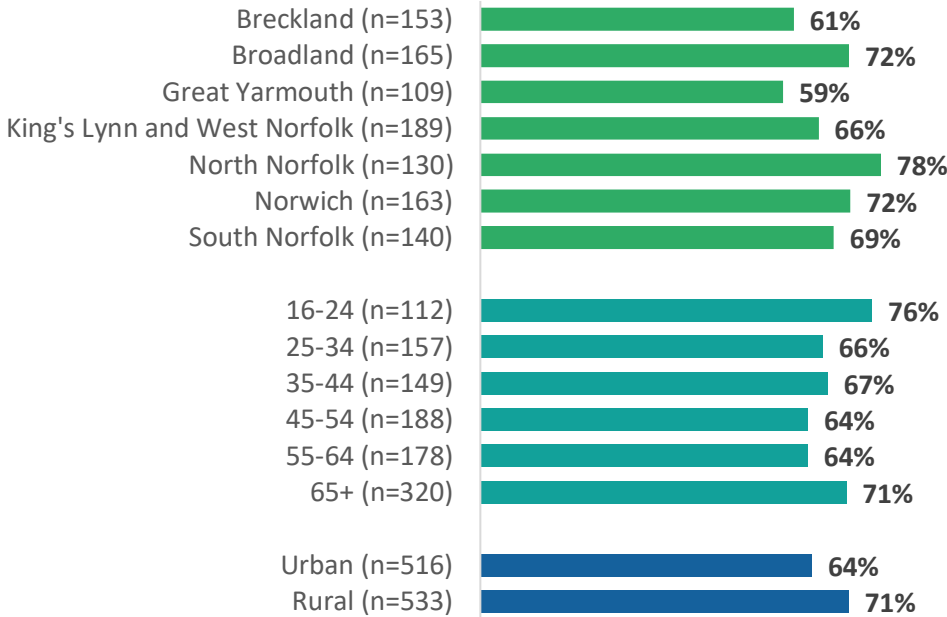 Breckland (n=153) 61%
Broadland (n=165) 72%
Great Yarmouth (n=109) 59%
King's Lynn and West Norfolk (n=189) 66%
North Norfolk (n=130) 78%
Norwich (n=163) 72%
South Norfolk (n=140) 69%
16-24 (n=112) 76%
25-34 (n=157) 66%
35-44 (n=149) 67%
45-54 (n=188) 64%
55-64 (n=178) 64%
65+ (n=320) 71%
Urban (n=516) 64%
Rural (n=533) 71%